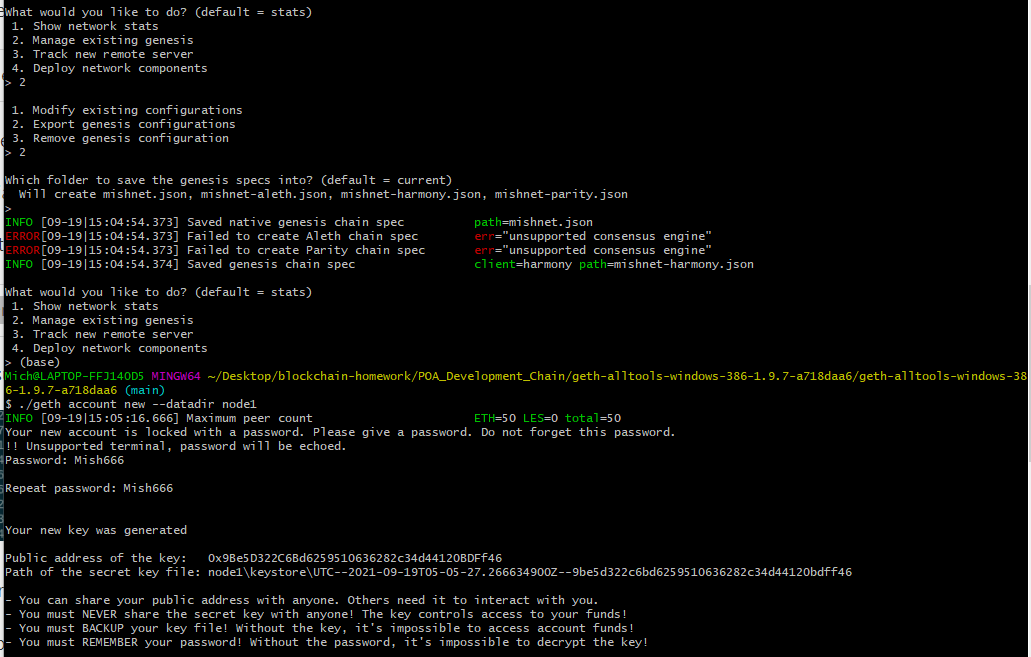 What would you like to do? (default = stats)
1. Show network stats
2. Manage existing genesis
3. Track new remote server
4. Deploy network components
> 2
1. Modify existing configurations
2. Export genesis configurations
3. Remove genesis configuration
> 2
Which folder to save the genesis specs into? (default = current)
Will create mishnet.json, mishnet-aleth.json, mishnet-harmony.json, mishnet-parity.json
>
INFO [09-19|15:04:54.373] Saved native genesis chain spec path=mishnet.json
ERROR[09-19|15:04:54.373] Failed to create Aleth chain spec err="unsupported consensus engine"
ERROR[09-19|15:04:54.373] Failed to create Parity chain spec err="unsupported consensus engine"
INFO [09-19|15:04:54.374] Saved genesis chain spec client=harmony path=mishnet-harmony.json
What would you like to do? (default = stats)
1. Show network stats
2. Manage existing genesis
3. Track new remote server
4. Deploy network components
> (base)
Mich@LAPTOP-FFJ14OD5 MINGW64 ~/Desktop/blockchain-homework/POA_Development_Chain/geth-alltools-windows-386-1.9.7-a718daa6/geth-alltools-windows-38
6-1.9.7-a718daa6 (main)
$ ./geth account new --datadir node1
INFO [09-19|15:05:16.666] Maximum peer count ETH=50 LES=0 total=50
Your new account is locked with a password. Please give a password. Do not forget this password.
!! Unsupported terminal, password will be echoed.
Password: Mish666
Repeat password: Mish666
Your new key was generated
Public address of the key: 0x9Be5D322C6Bd6259510636282c34d44120BDFf46
Path of the secret key file: node1\keystore\UTC--2021-09-19T05-05-27.266634900Z--9be5d322c6bd6259510636282c34d44120bdff46
- You can share your public address with anyone. Others need it to interact with you.
- You must NEVER share the secret key with anyone! The key controls access to your funds!
- You must BACKUP your key file! Without the key, it's impossible to access account funds!
- You must REMEMBER your password! Without the password, it's impossible to decrypt the key!